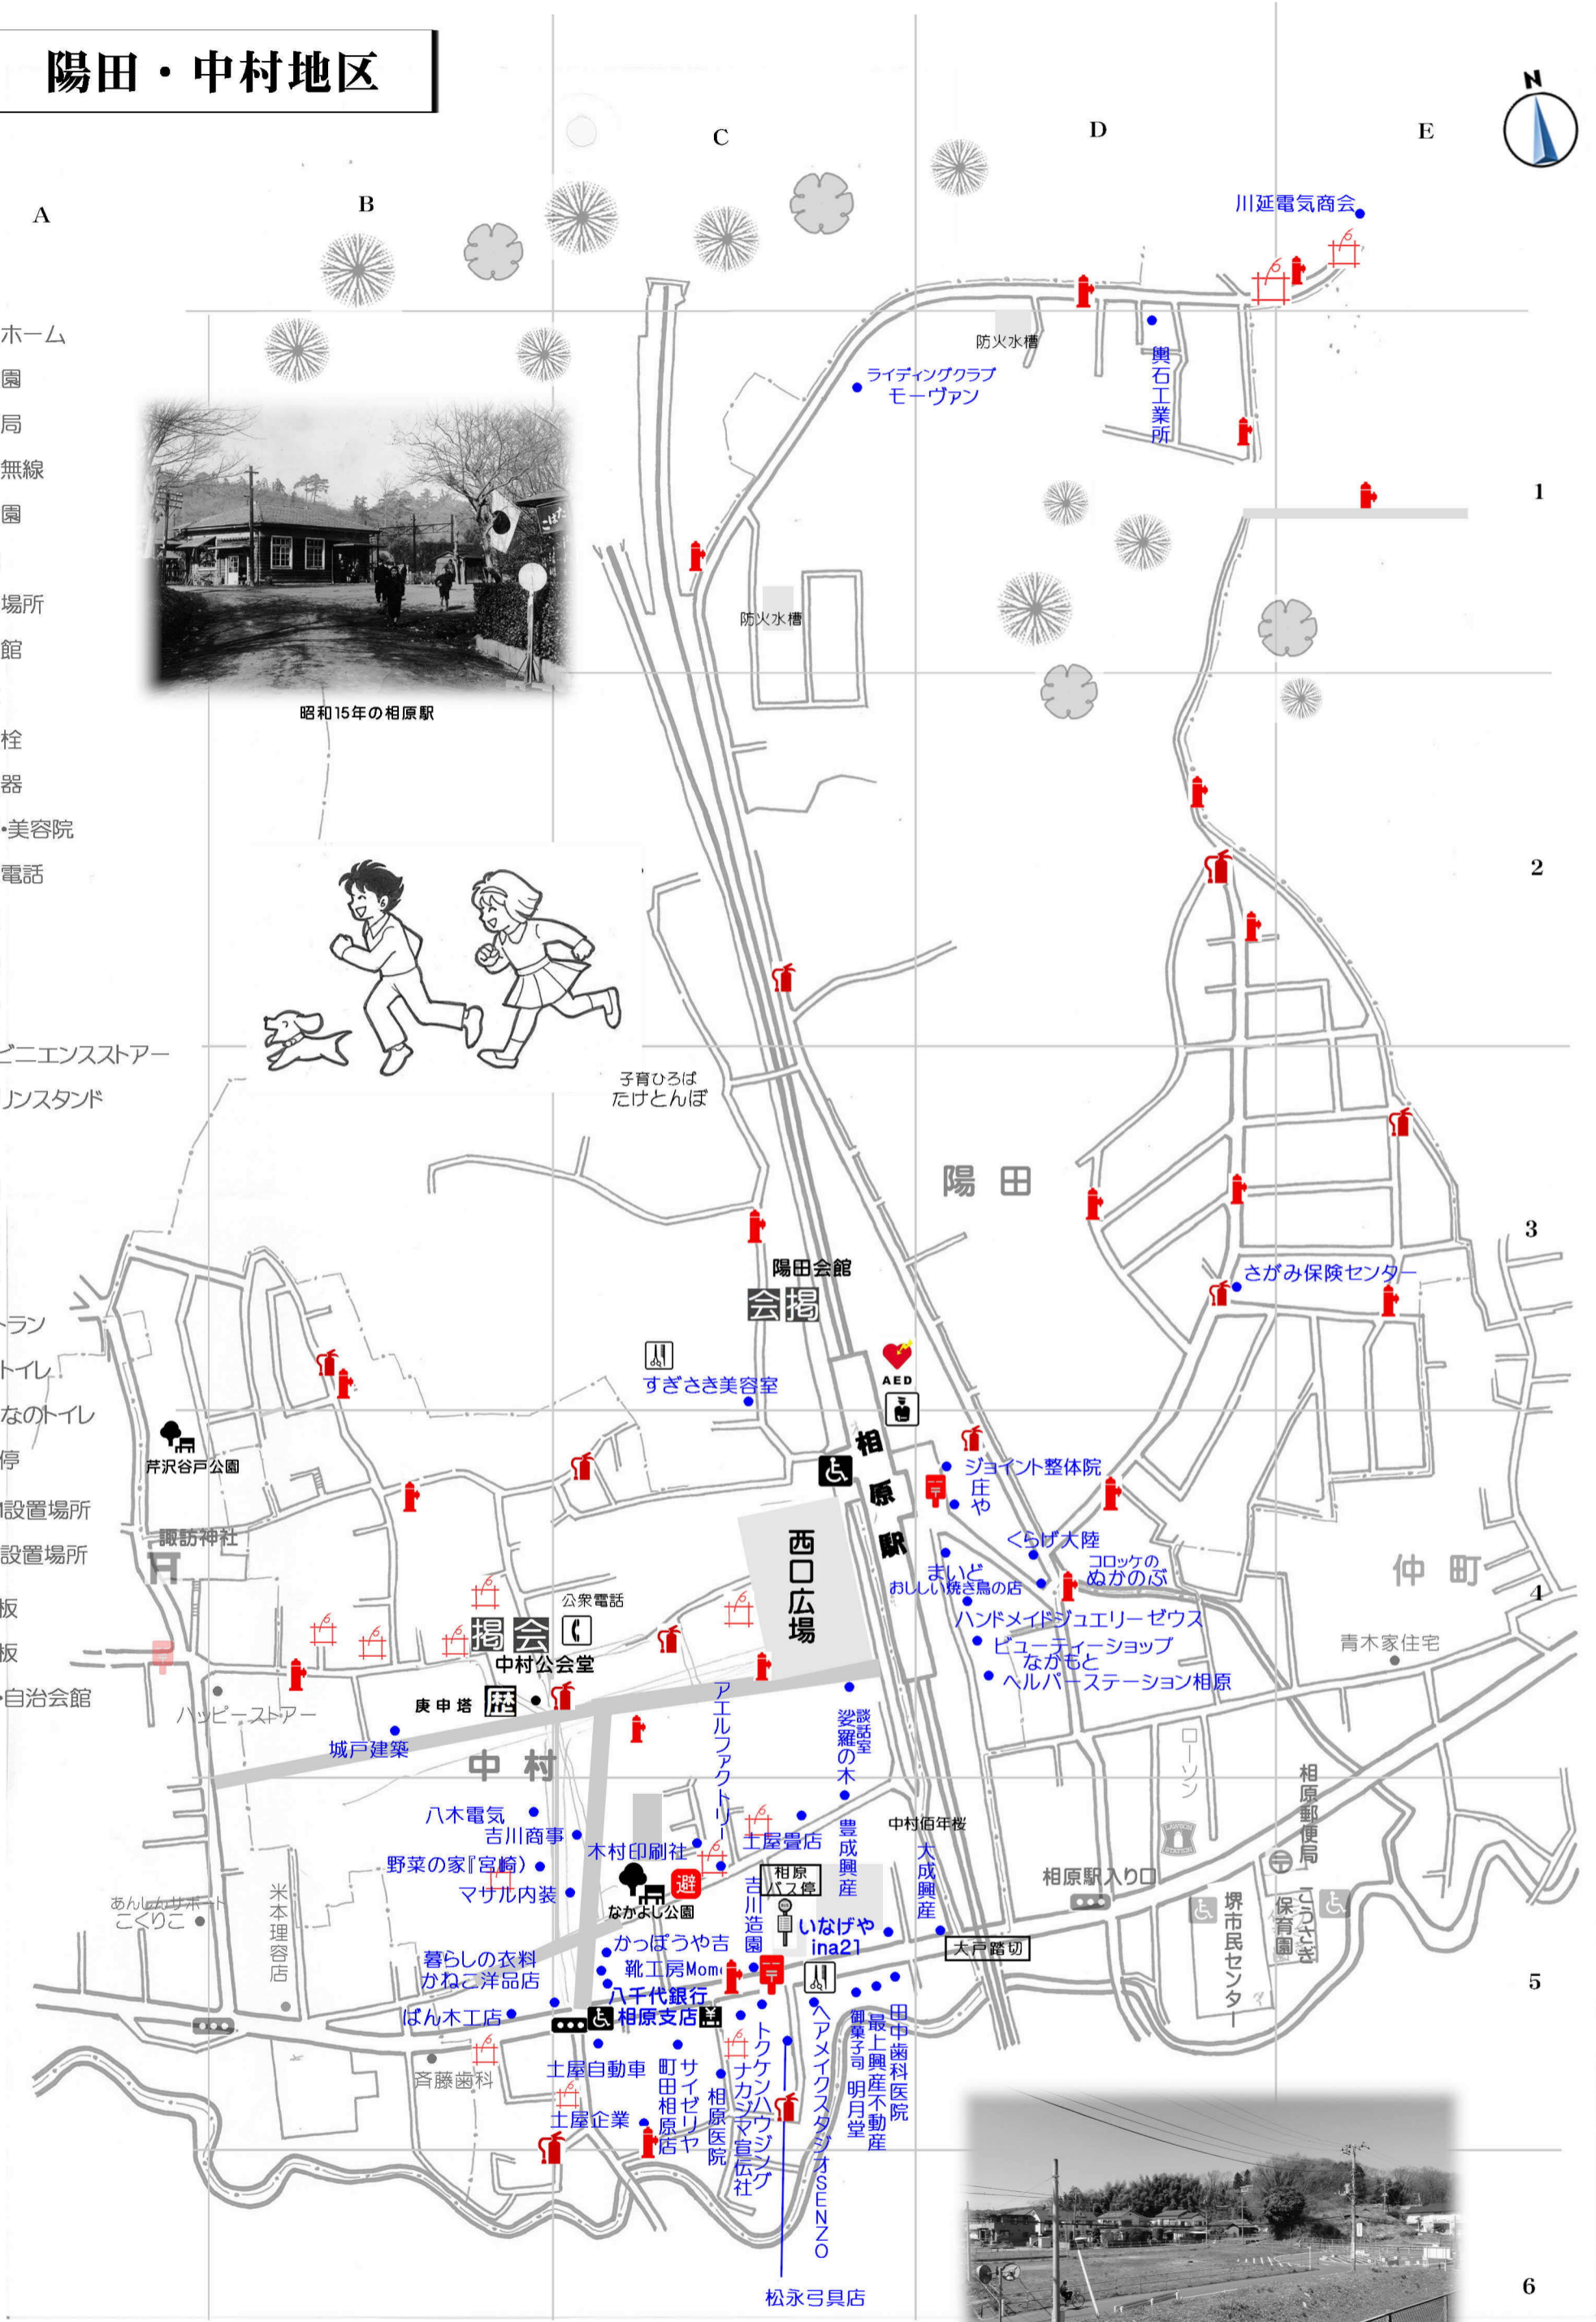 陽田・中村地区
N
A
B
C
D
E
川延電気商会
ホーム
園
局
無線
園
場所
館
栓
器
・美容院
電話
ビニエンスストアー
リンスタンド
トイレ
なのトイレ
停
設置場所
設置場所
板
板
・自治会館
防火水槽
輿石工業所
ライディングクラブ
モーヴァン
こはた
1
防火水槽
昭和15年の相原駅
2
子育ひろば
たけとんぼ
陽田
3
陽田会館
会掲
さがみ保険センター
すぎさき美容室
AED
芹沢谷戸公園
相原駅
ジョイント整体院
庄や
諏訪神社
西口広場
くらげ大陸
コロッケの
ぬかのぶ
まいど
おししい焼き鳥の店
仲町
4
公衆電話
掲会
中村公会堂
ハンドメイドジュエリーゼウス
ビューティーショップ
なかもと
ヘルパーステーション相原
青木家住宅
庚申塔
歴
ハッピーストアー
城戸建築
中村
アエルファクトリー
談話室
娑羅の木
ローソン
LAWSON
STATION
相原郵便局
八木電気
吉川商事
木村印刷社
土屋畳店
豊成興産
中村佰年桜
大成興産
野菜の家『宮崎)
マサル内装
避
なかよし公園
吉川造園
相原
バス停
相原駅入り口
あんしんサポート
こくりこ
米本理容店
いなげや
ina21
大戸踏切
堺市民センター
こうさぎ
保育園
かっぽうや吉
靴工房Mom
暮らしの衣料
かねこ洋品店
八千代銀行
相原支店
ばん木工店
5
斉藤歯科
土屋自動車
土屋企業
サイゼリヤ
町田相原店
相原医院
トクケンハウジング
ナカジマ宣伝社
ヘアメイクスタジオSENZO
御菓子司 明月堂
最上興産不動産
田中歯科医院
松永弓具店
6